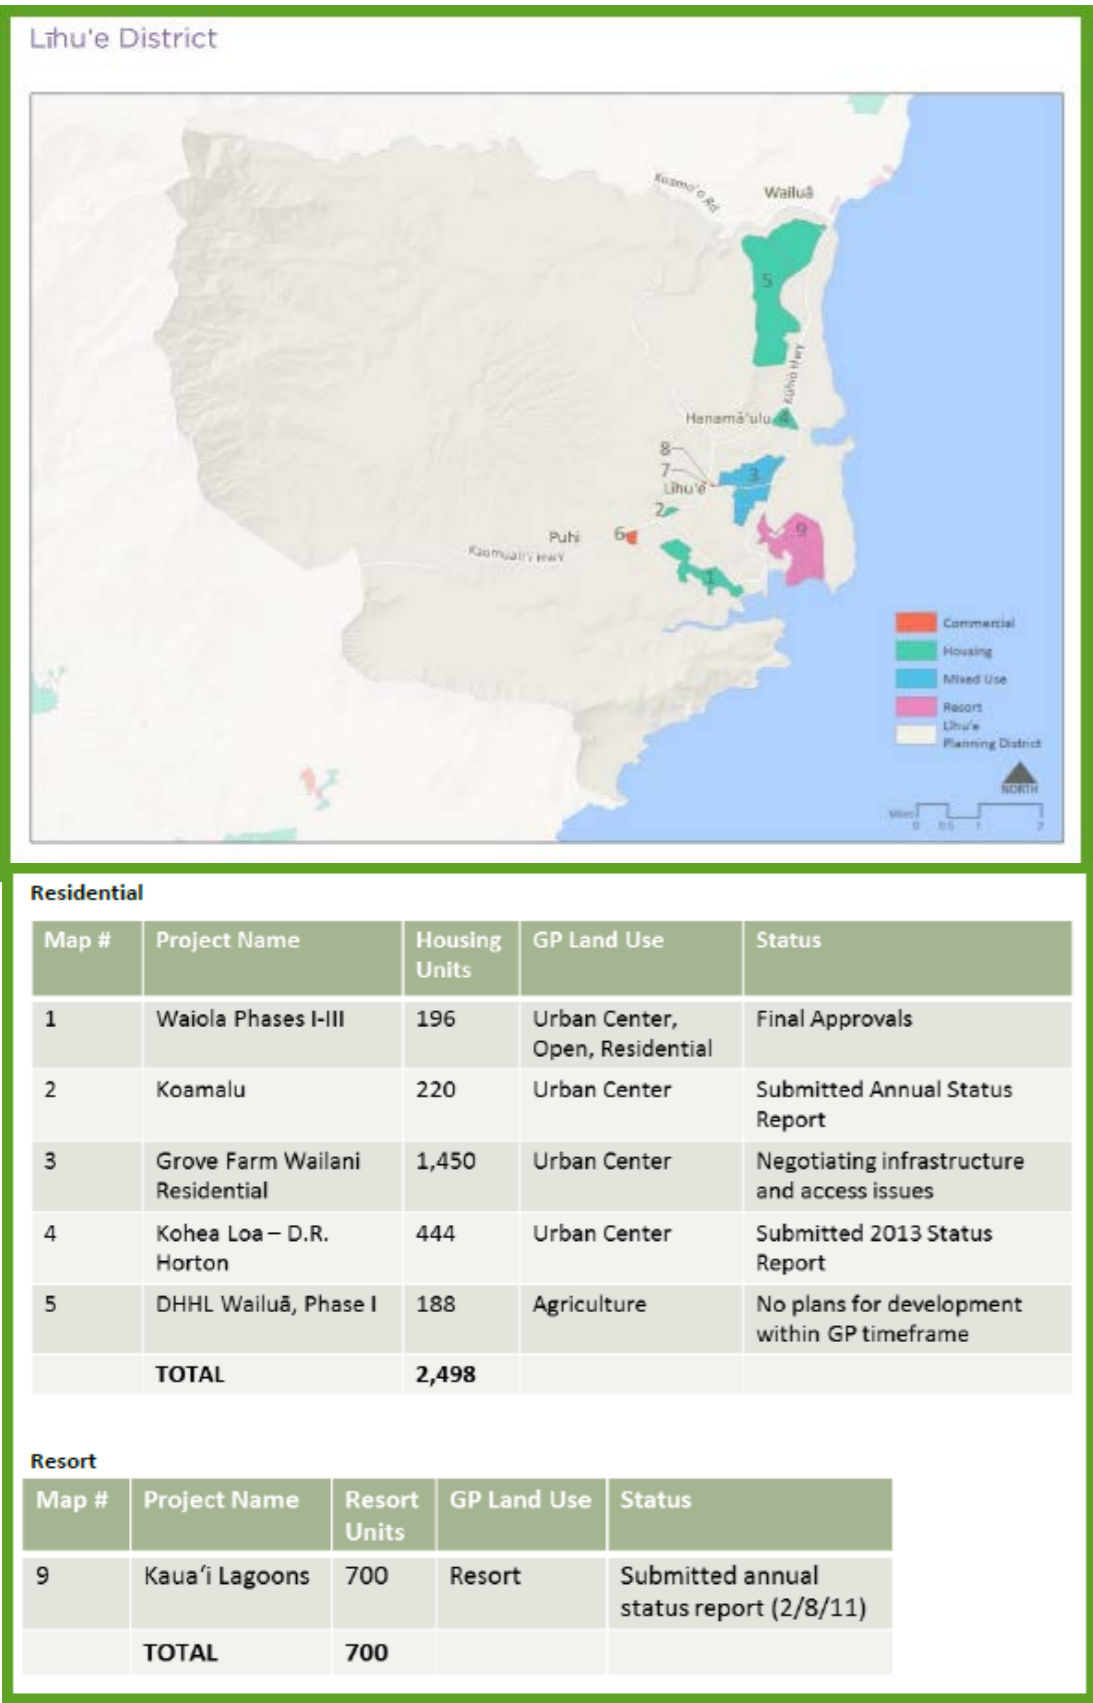 Līhu'e District
Kuamo'o Rd
Wailuā
5
Kūhiō Hwy
Hanamā'ulu
4
8
7
3
Līhu'e
2
6
Puhi
9
Kaumuali'i HWY
1
Commercial
Housing
Mixed Use
Resort
Līhu'e
Planning District
NORTH
Miles
0 0.5 1 2
Residential
Map # Project Name Housing GP Land Use Status
Units
1 Waiola Phases I-III 196 Urban Center, Final Approvals
Open, Residential
2 Koamalu 220 Urban Center Submitted Annual Status
Report
3 Grove Farm Wailani 1,450 Urban Center Negotiating infrastructure
Residential and access issues
4 Kohea Loa – D.R. 444 Urban Center Submitted 2013 Status
Horton Report
5 DHHL Wailuā, Phase I 188 Agriculture No plans for development
within GP timeframe
TOTAL 2,498
Resort
Map # Project Name Resort GP Land Use Status
Units
9 Kaua‘i Lagoons 700 Resort Submitted annual
status report (2/8/11)
TOTAL 700